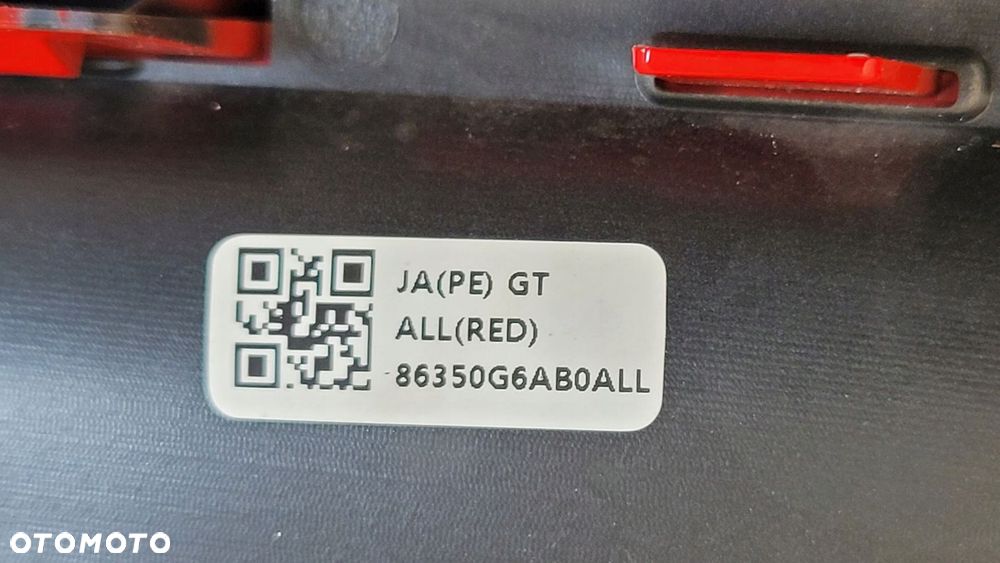 JA(PE) GT
ALL(RED)
86350G6AB0ALL
OTOMOTO